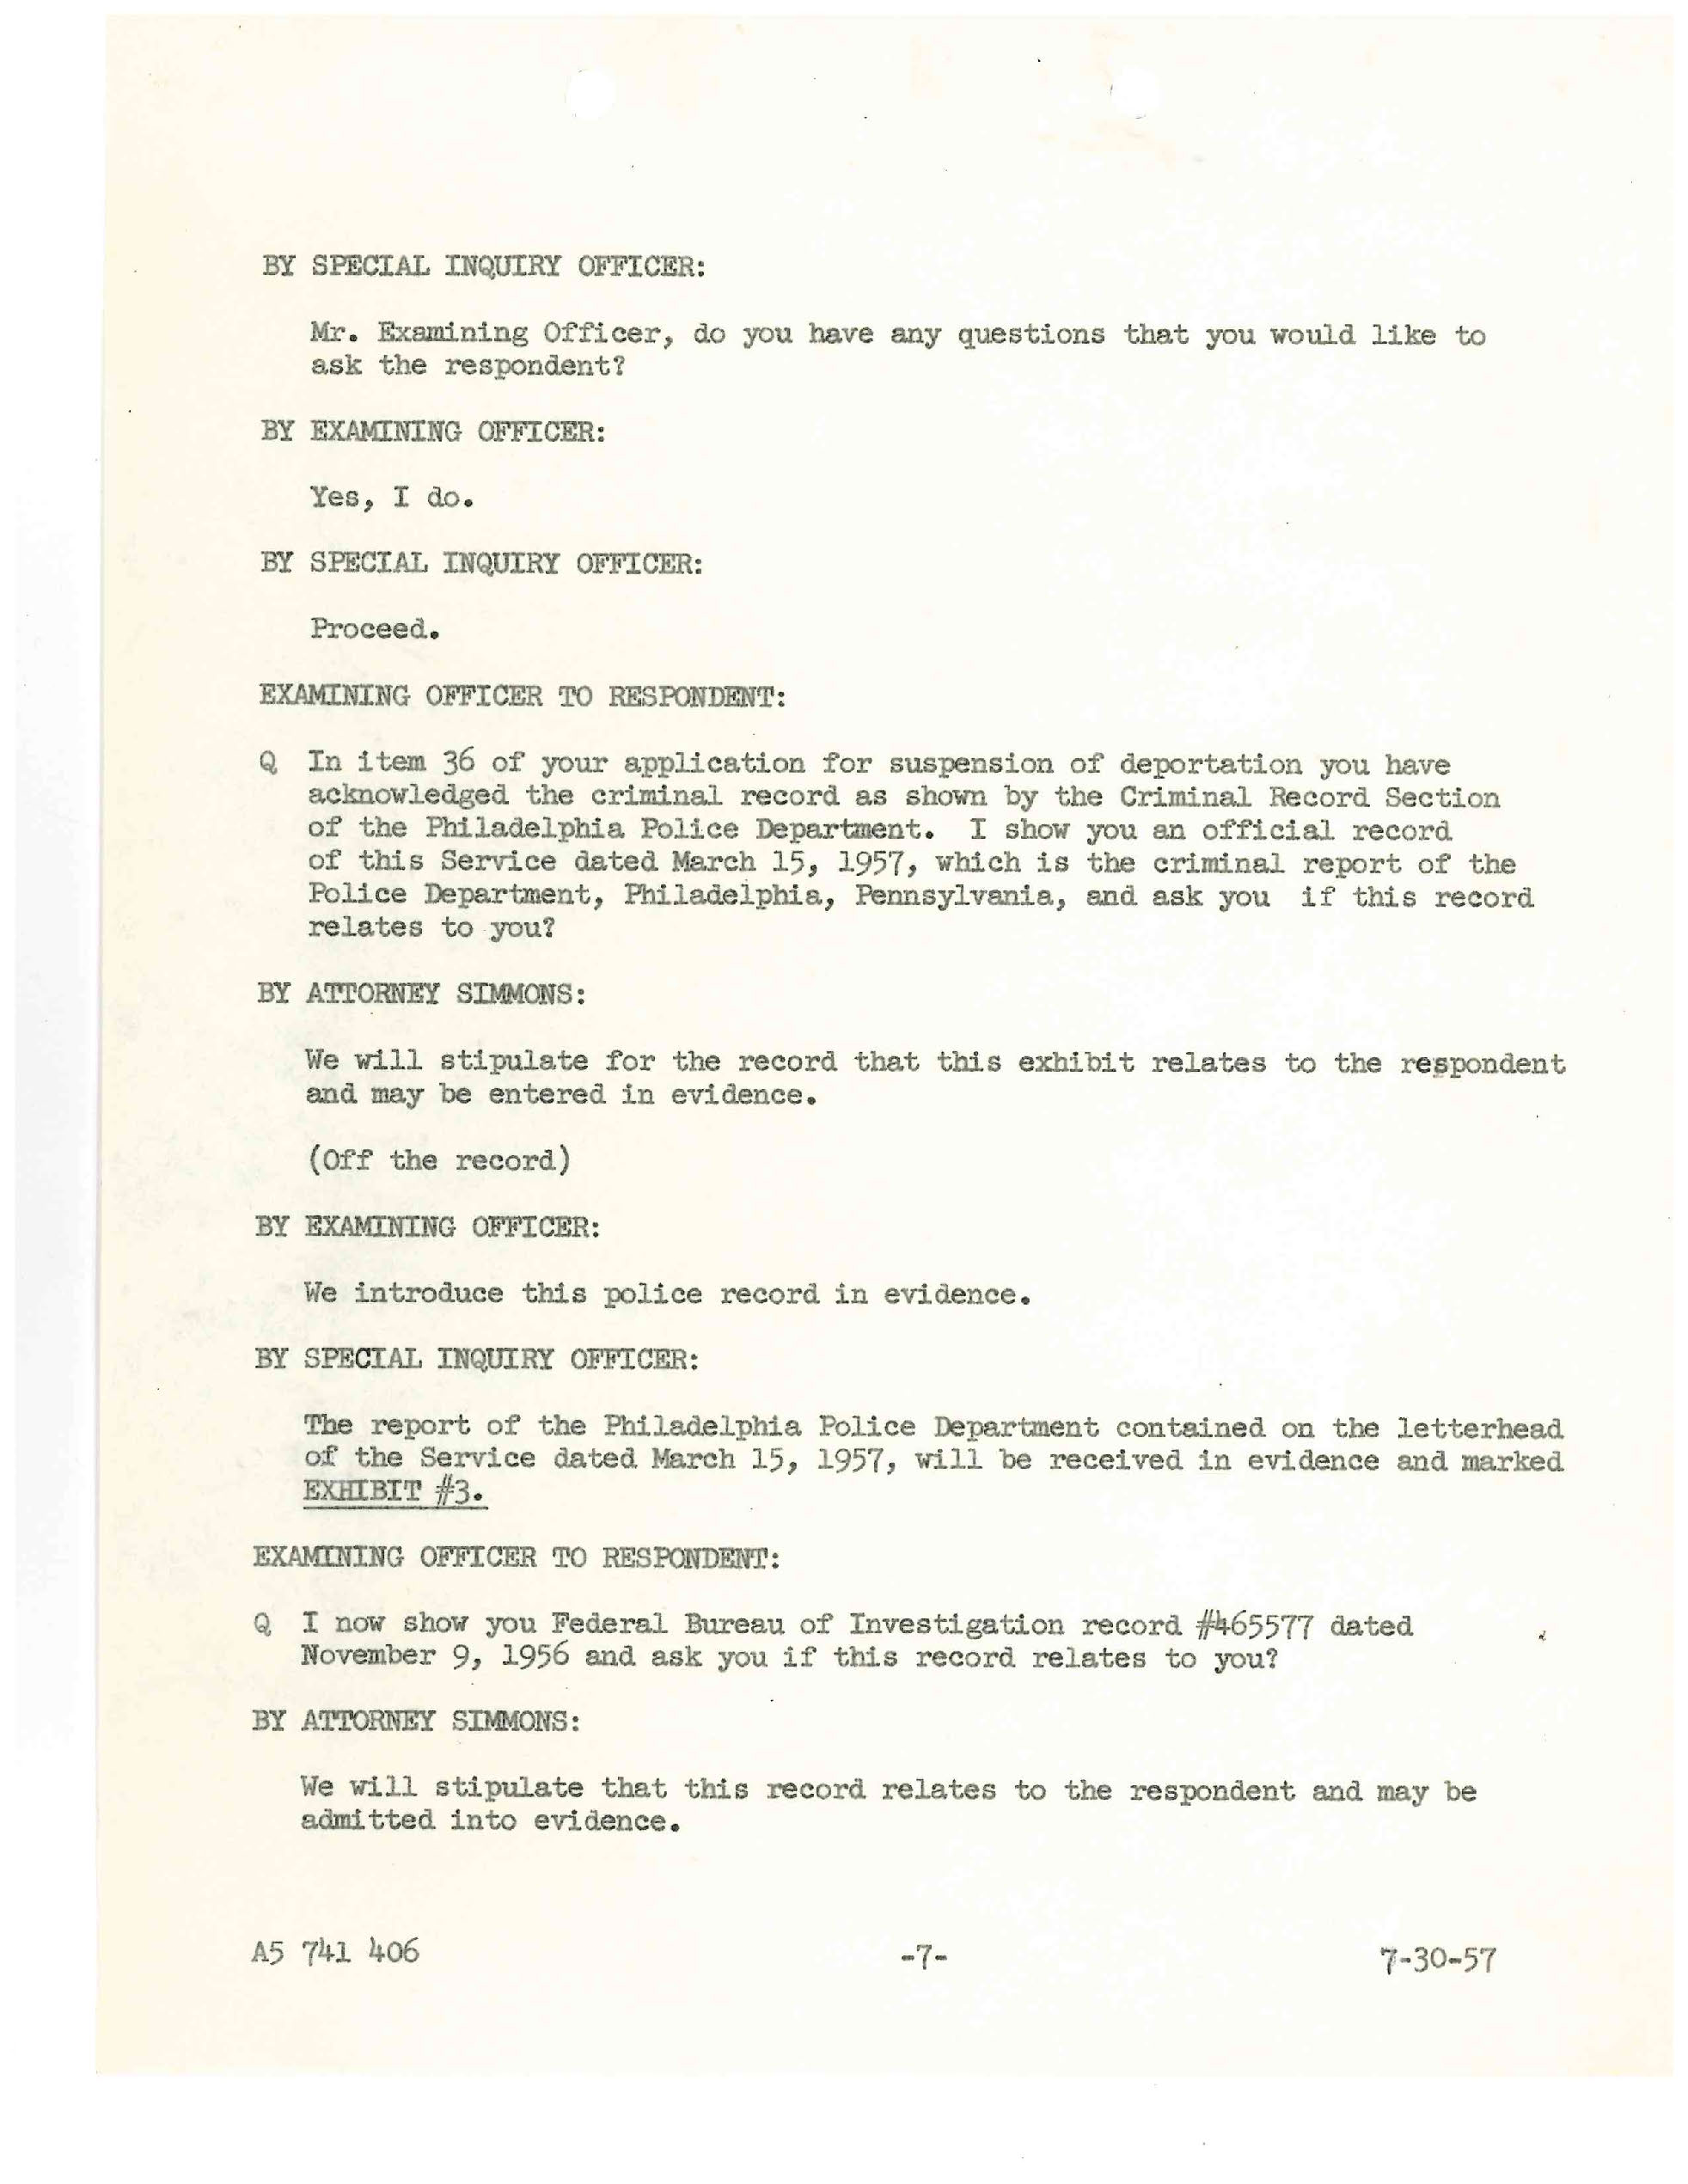 BY SPECIAL INQUIRY OFFICER:
Mr. Examining Officer, do you have any questions that you would like to
ask the respondent?
BY EXAMINING OFFICER:
Yes, I do.
BY SPECIAL INQUIRY OFFICER:
Proceed.
EXAMINING OFFICER TO RESPONDENT:
Q In item 36 of your application for suspension of deportation you have
acknowledged the criminal record as shown by the Criminal Record Section
of the Philadelphia Police Department. I show you an official record
of this Service dated March 15, 1957, which is the criminal report of the
Police Department, Philadelphia, Pennsylvania, and ask you if this record
relates to you?
BY ATTORNEY SIMMONS:
We will stipulate for the record that this exhibit relates to the respondent
and may be entered in evidence.
(Off the record)
BY EXAMINING OFFICER:
We introduce this police record in evidence.
BY SPECIAL INQUIRY OFFICER:
The report of the Philadelphia Police Department contained on the letterhead
of the Service dated March 15, 1957, will be received in evidence and marked
EXHIBIT #3.
EXAMINING OFFICER TO RESPONDENT:
Q I now show you Federal Bureau of Investigation record #465577 dated
November 9, 1956 and ask you if this record relates to you?
BY ATTORNEY SIMMONS:
We will stipulate that this record relates to the respondent and may be
admitted into evidence.
A5 741 406 -7- 7-30-57